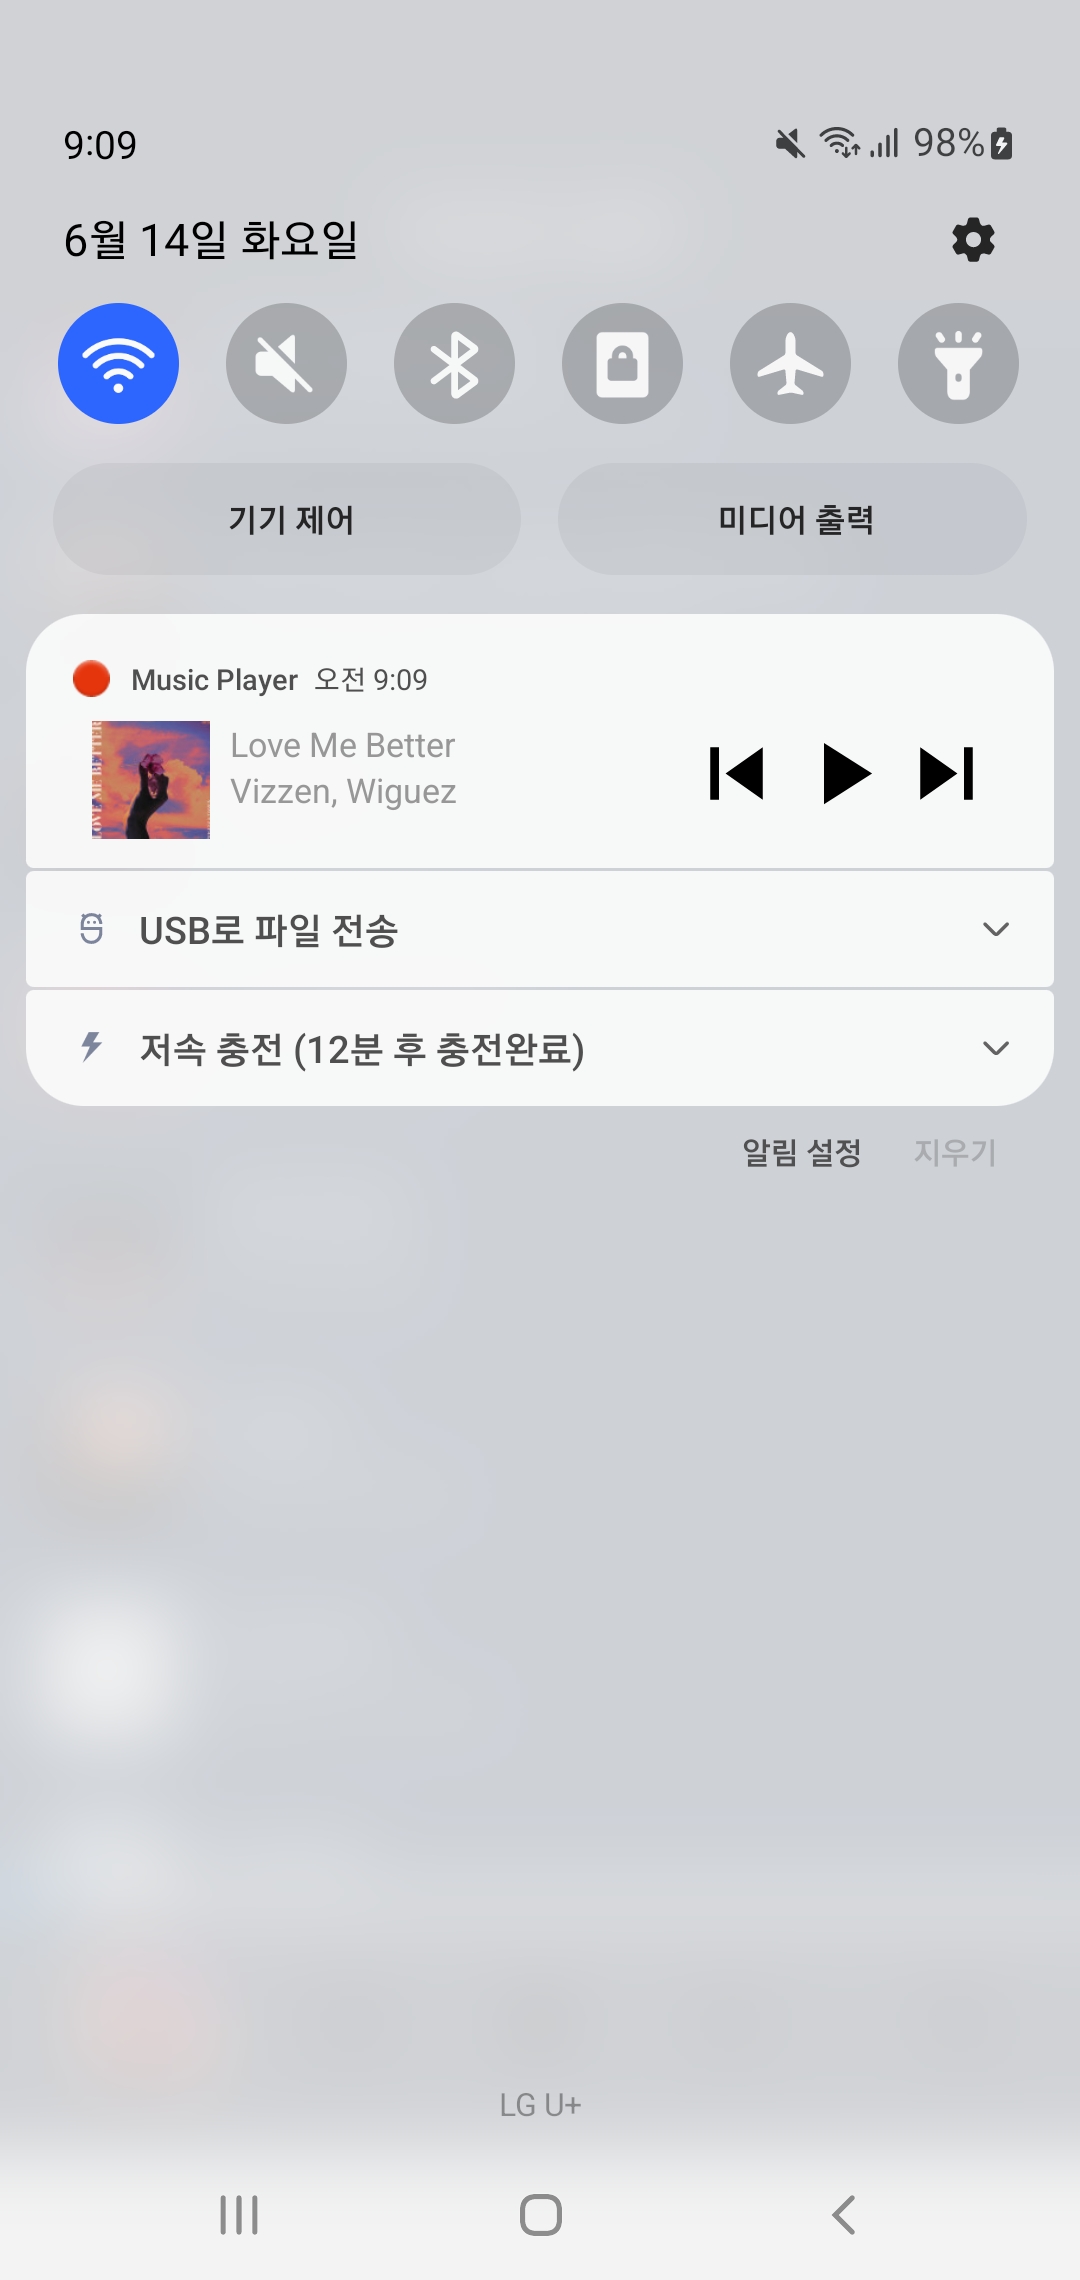 9:09
98%
6월 14일 화요일
기기 제어
미디어 출력
Music Player 오전 9:09
LOVE ME BETTER
Love Me Better
Vizzen, Wiguez
USB로 파일 전송
저속 충전 (12분 후 충전완료)
알림 설정
지우기
LG U+